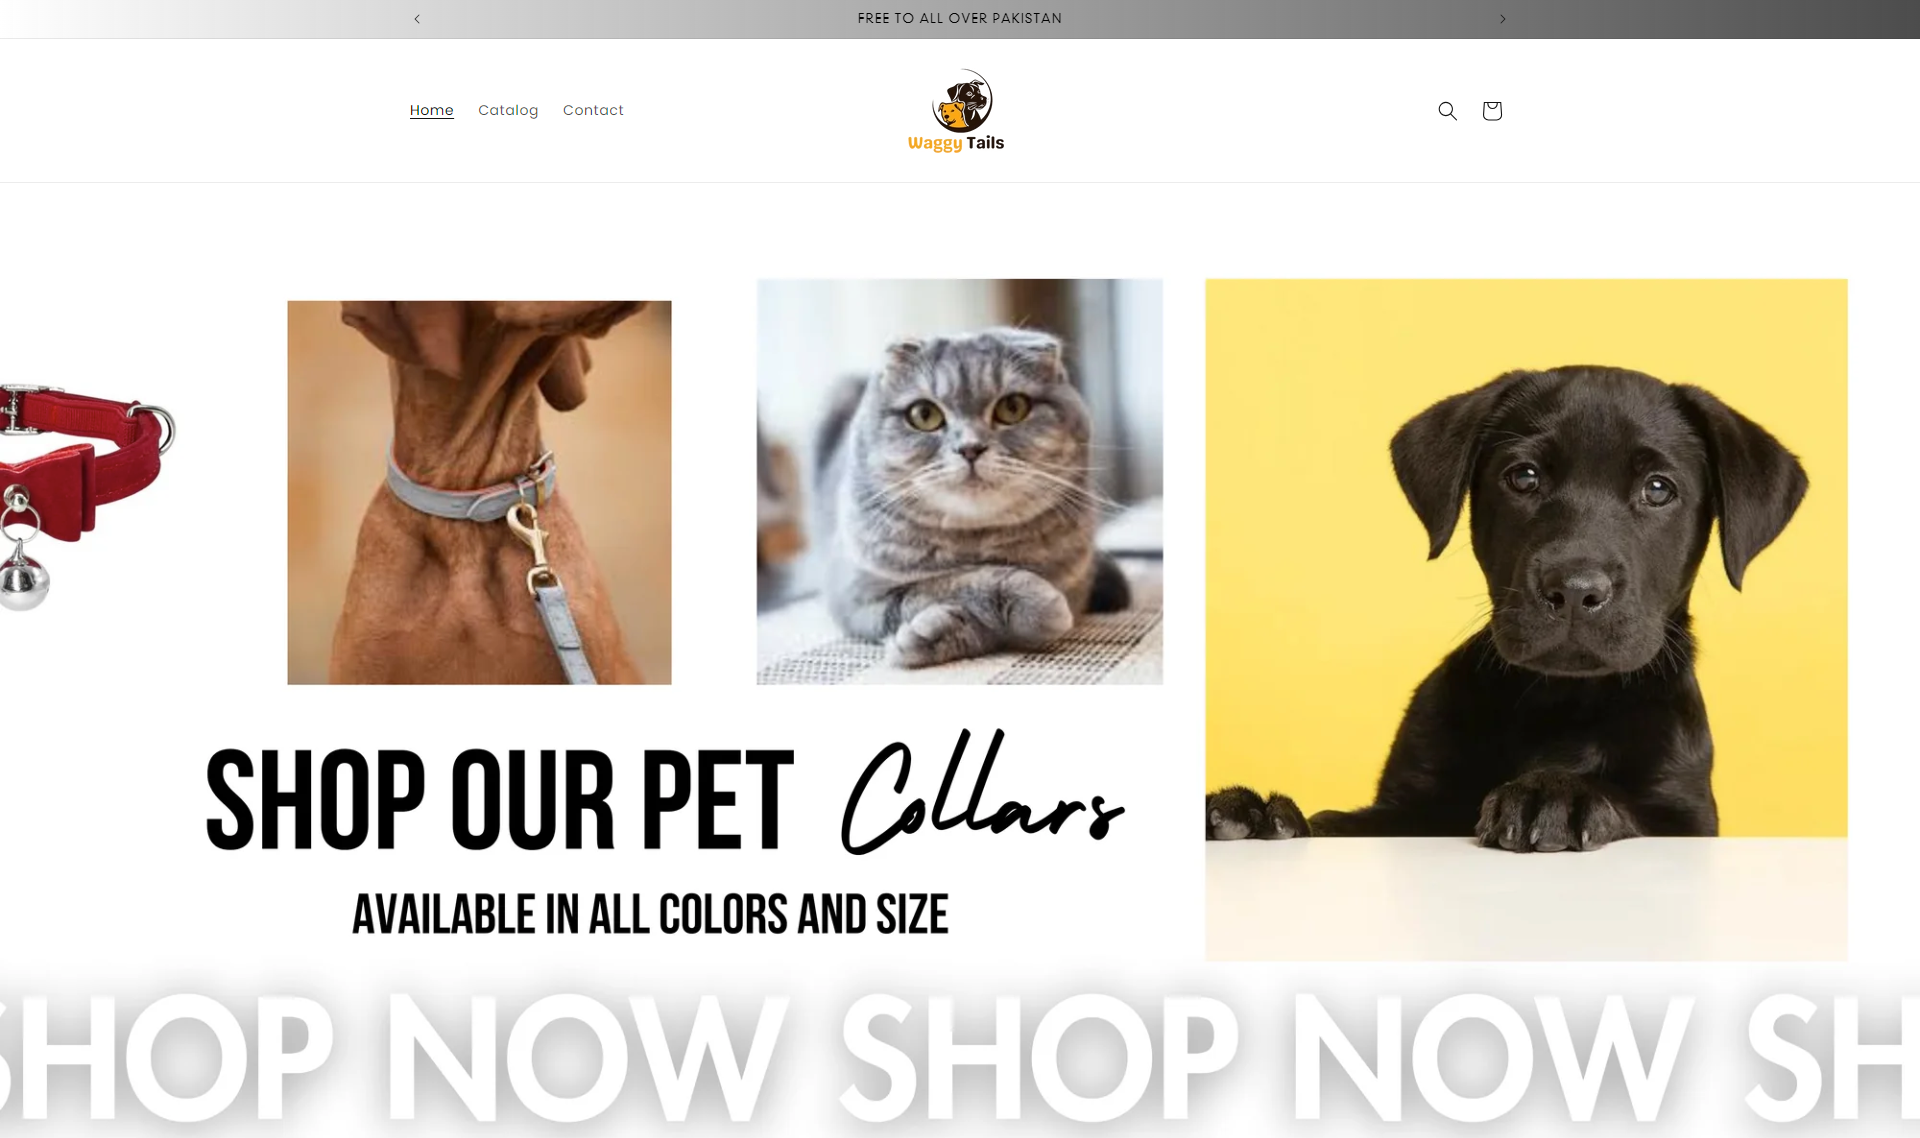 FREE TO ALL OVER PAKISTAN
Home Catalog Contact
Waggy Tails
SHOP OUR PET Collars
AVAILABLE IN ALL COLORS AND SIZE
SHOP NOW SHOP NOW SH